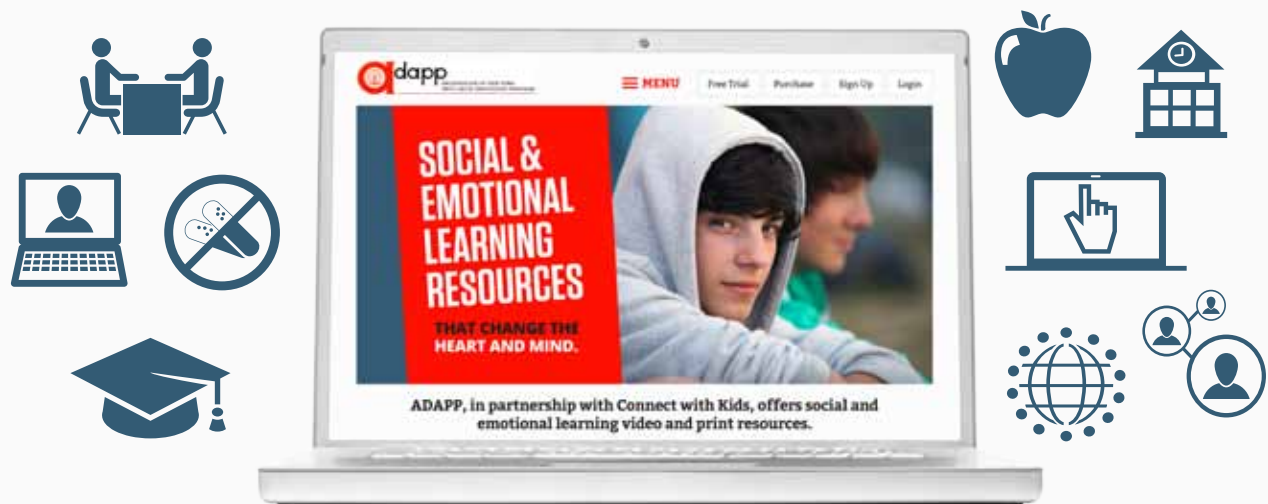 adapp
MENU
Free Trial
Purchase
Sign Up
Login
SOCIAL &
EMOTIONAL
LEARNING
RESOURCES
THAT CHANGE THE
HEART AND MIND.
ADAPP, in partnership with Connect with Kids, offers social and
emotional learning video and print resources.